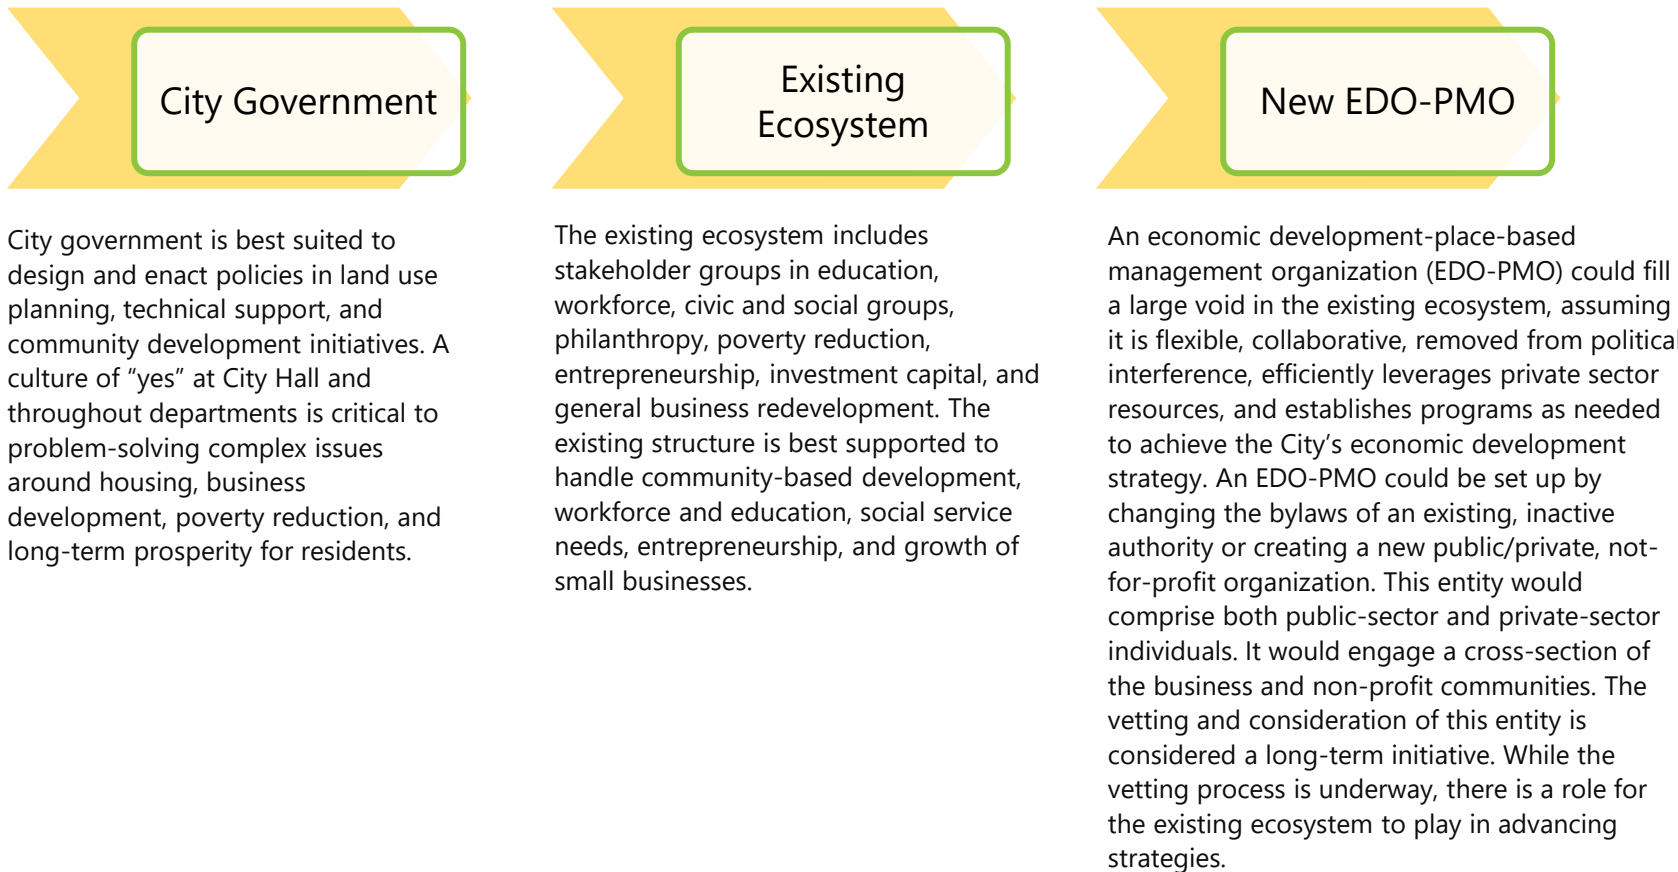 City Government
City government is best suited to
design and enact policies in land use
planning, technical support, and
community development initiatives. A
culture of “yes” at City Hall and
throughout departments is critical to
problem-solving complex issues
around housing, business
development, poverty reduction, and
long-term prosperity for residents.
Existing
Ecosystem
The existing ecosystem includes
stakeholder groups in education,
workforce, civic and social groups,
philanthropy, poverty reduction,
entrepreneurship, investment capital, and
general business redevelopment. The
existing structure is best supported to
handle community-based development,
workforce and education, social service
needs, entrepreneurship, and growth of
small businesses.
New EDO-PMO
An economic development-place-based
management organization (EDO-PMO) could fill
a large void in the existing ecosystem, assuming
it is flexible, collaborative, removed from political
interference, efficiently leverages private sector
resources, and establishes programs as needed
to achieve the City’s economic development
strategy. An EDO-PMO could be set up by
changing the bylaws of an existing, inactive
authority or creating a new public/private, not-
for-profit organization. This entity would
comprise both public-sector and private-sector
individuals. It would engage a cross-section of
the business and non-profit communities. The
vetting and consideration of this entity is
considered a long-term initiative. While the
vetting process is underway, there is a role for
the existing ecosystem to play in advancing
strategies.